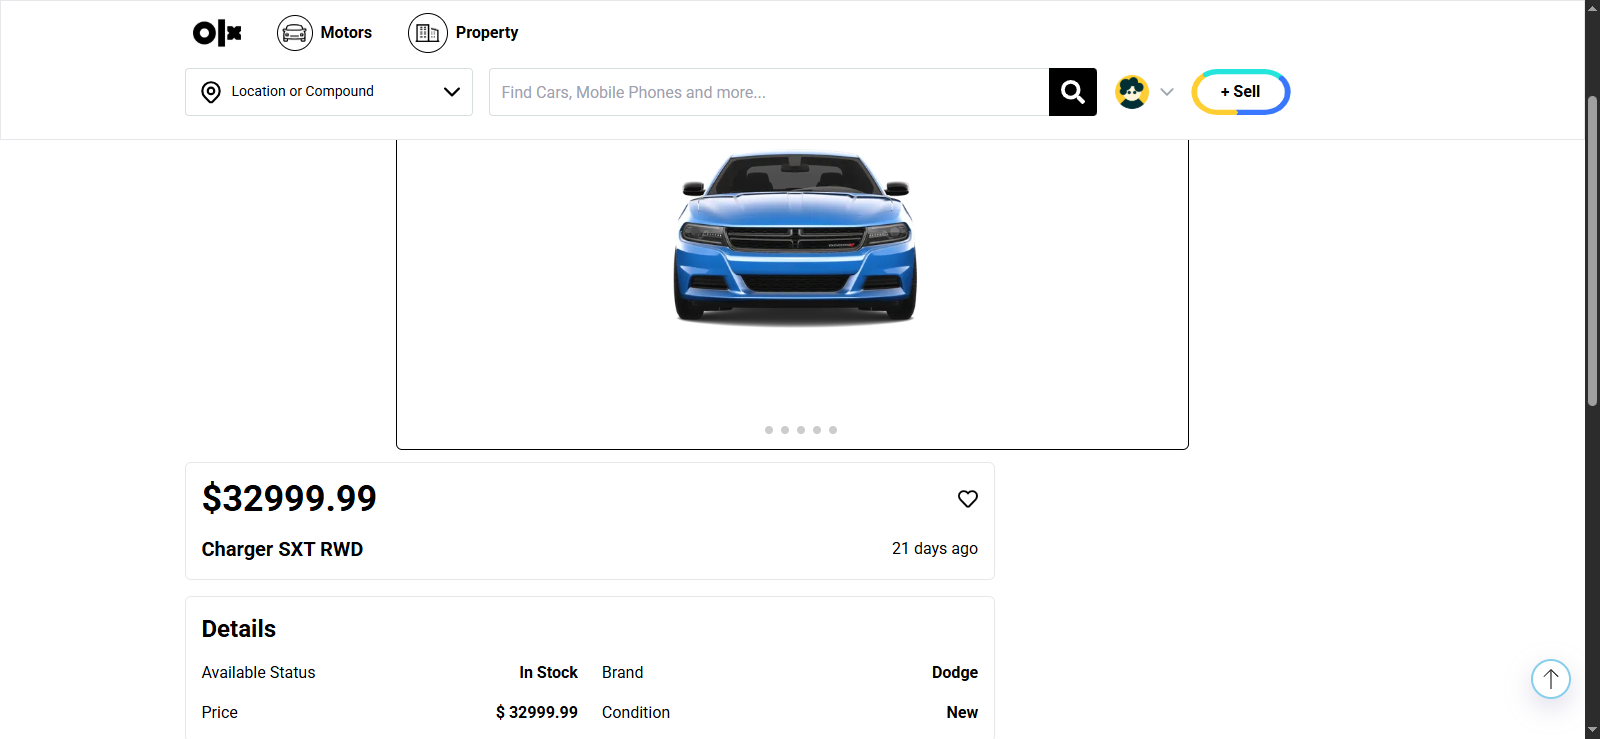 olx
Motors
Property
Location or Compound
Find Cars, Mobile Phones and more...
+ Sell
$32999.99
Charger SXT RWD
21 days ago
Details
Available Status In Stock Brand Dodge
Price $ 32999.99 Condition New